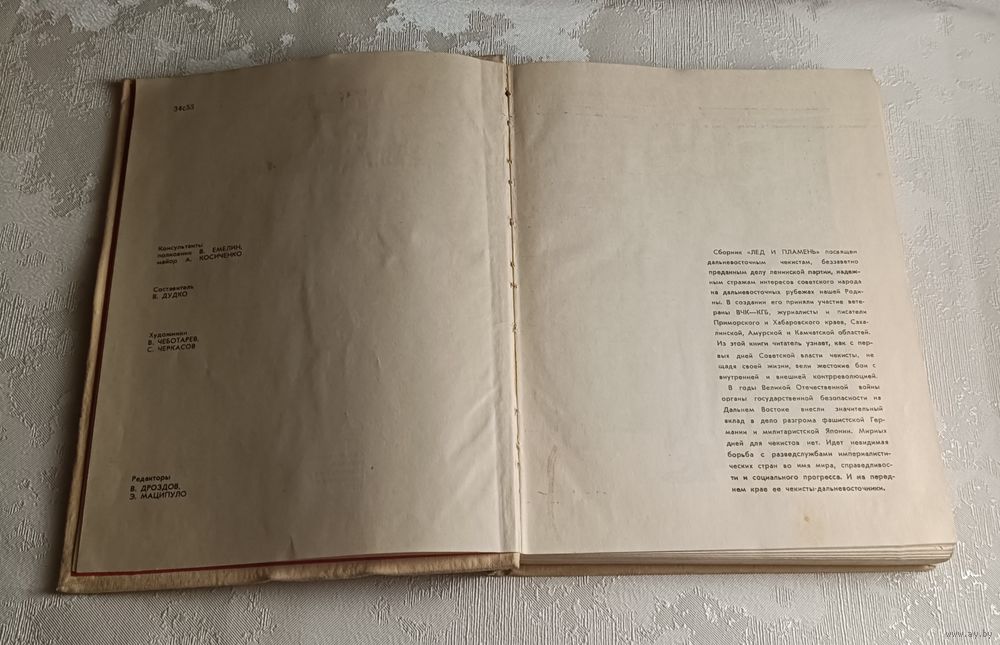 34с55
Консультанты
полковник В. ЕМЕЛИН,
майор А. КОСИЧЕНКО
Составитель
В. ДУДКО
Художники
В. ЧЕБОТАРЕВ,
С. ЧЕРКАСОВ
Редакторы
В. ДРОЗДОВ,
Э. МАЦИПУЛО
Сборник «ЛЕД И ПЛАМЕНЬ» посвящен
дальневосточным чекистам, беззаветно
преданным делу ленинской партии, надеж-
ным стражам интересов советского народа
на дальневосточных рубежах нашей Роди-
ны. В создании его приняли участие вете-
раны ВЧК—КГБ, журналисты и писатели
Приморского и Хабаровского краев, Саха-
линской, Амурской и Камчатской областей.
Из этой книги читатель узнает, как с пер-
вых дней Советской власти чекисты, не
щадя своей жизни, вели жестокие бои с
внутренней и внешней контрреволюцией.
В годы Великой Отечественной войны
органы государственной безопасности на
Дальнем Востоке внесли значительный
вклад в дело разгрома фашистской Гер-
мании и милитаристской Японии. Мирных
дней для чекистов нет. Идет невидимая
борьба с разведслужбами империалисти-
ческих стран во имя мира, справедливос-
ти и социального прогресса. И на перед-
нем крае ее чекисты-дальневосточники.
www.ay.by